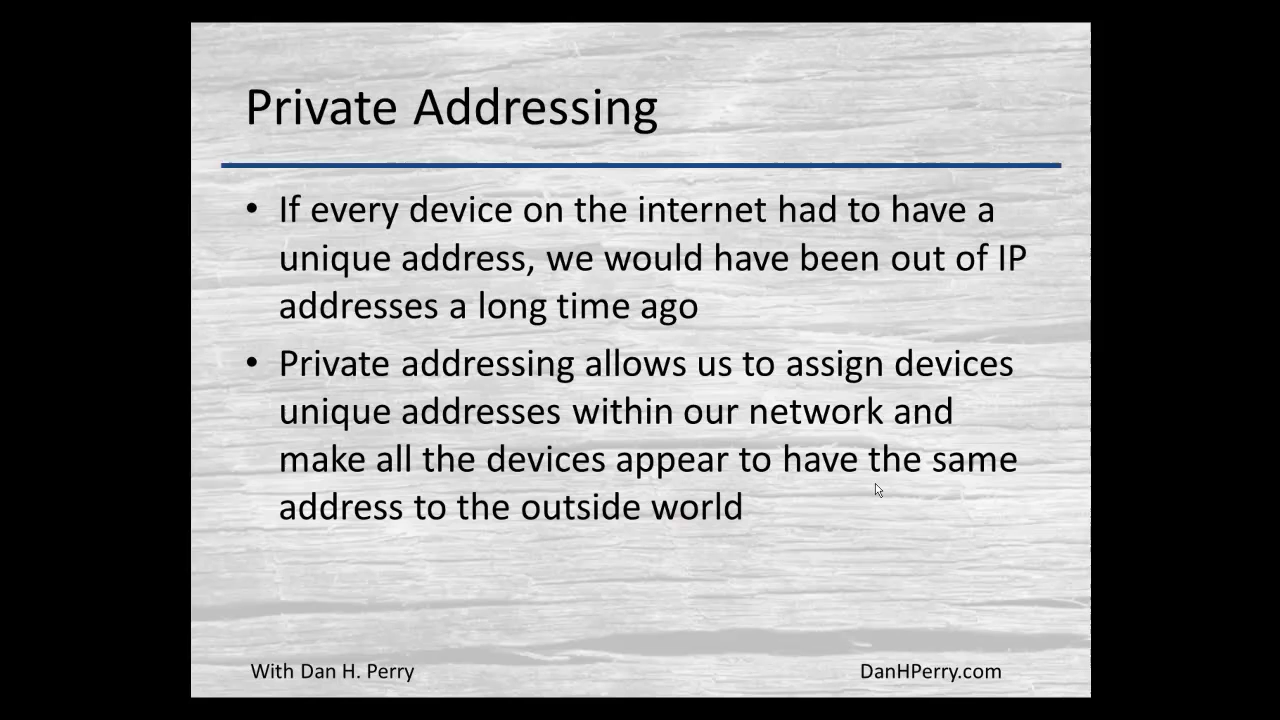 Private Addressing
• If every device on the internet had to have a
unique address, we would have been out of IP
addresses a long time ago
• Private addressing allows us to assign devices
unique addresses within our network and
make all the devices appear to have the same
address to the outside world
With Dan H. Perry
DanHPerry.com